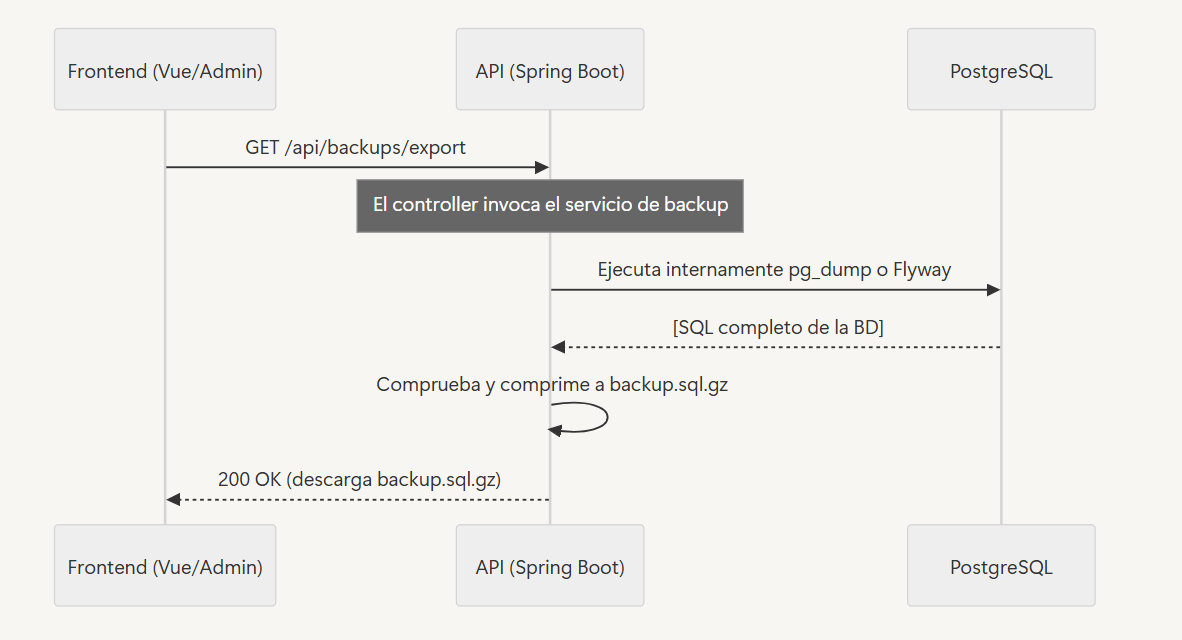 Frontend (Vue/Admin)
API (Spring Boot)
PostgreSQL
GET /api/backups/export
El controller invoca el servicio de backup
Ejecuta internamente pg_dump o Flyway
[SQL completo de la BD]
Comprueba y comprime a backup.sql.gz
200 OK (descarga backup.sql.gz)
Frontend (Vue/Admin)
API (Spring Boot)
PostgreSQL